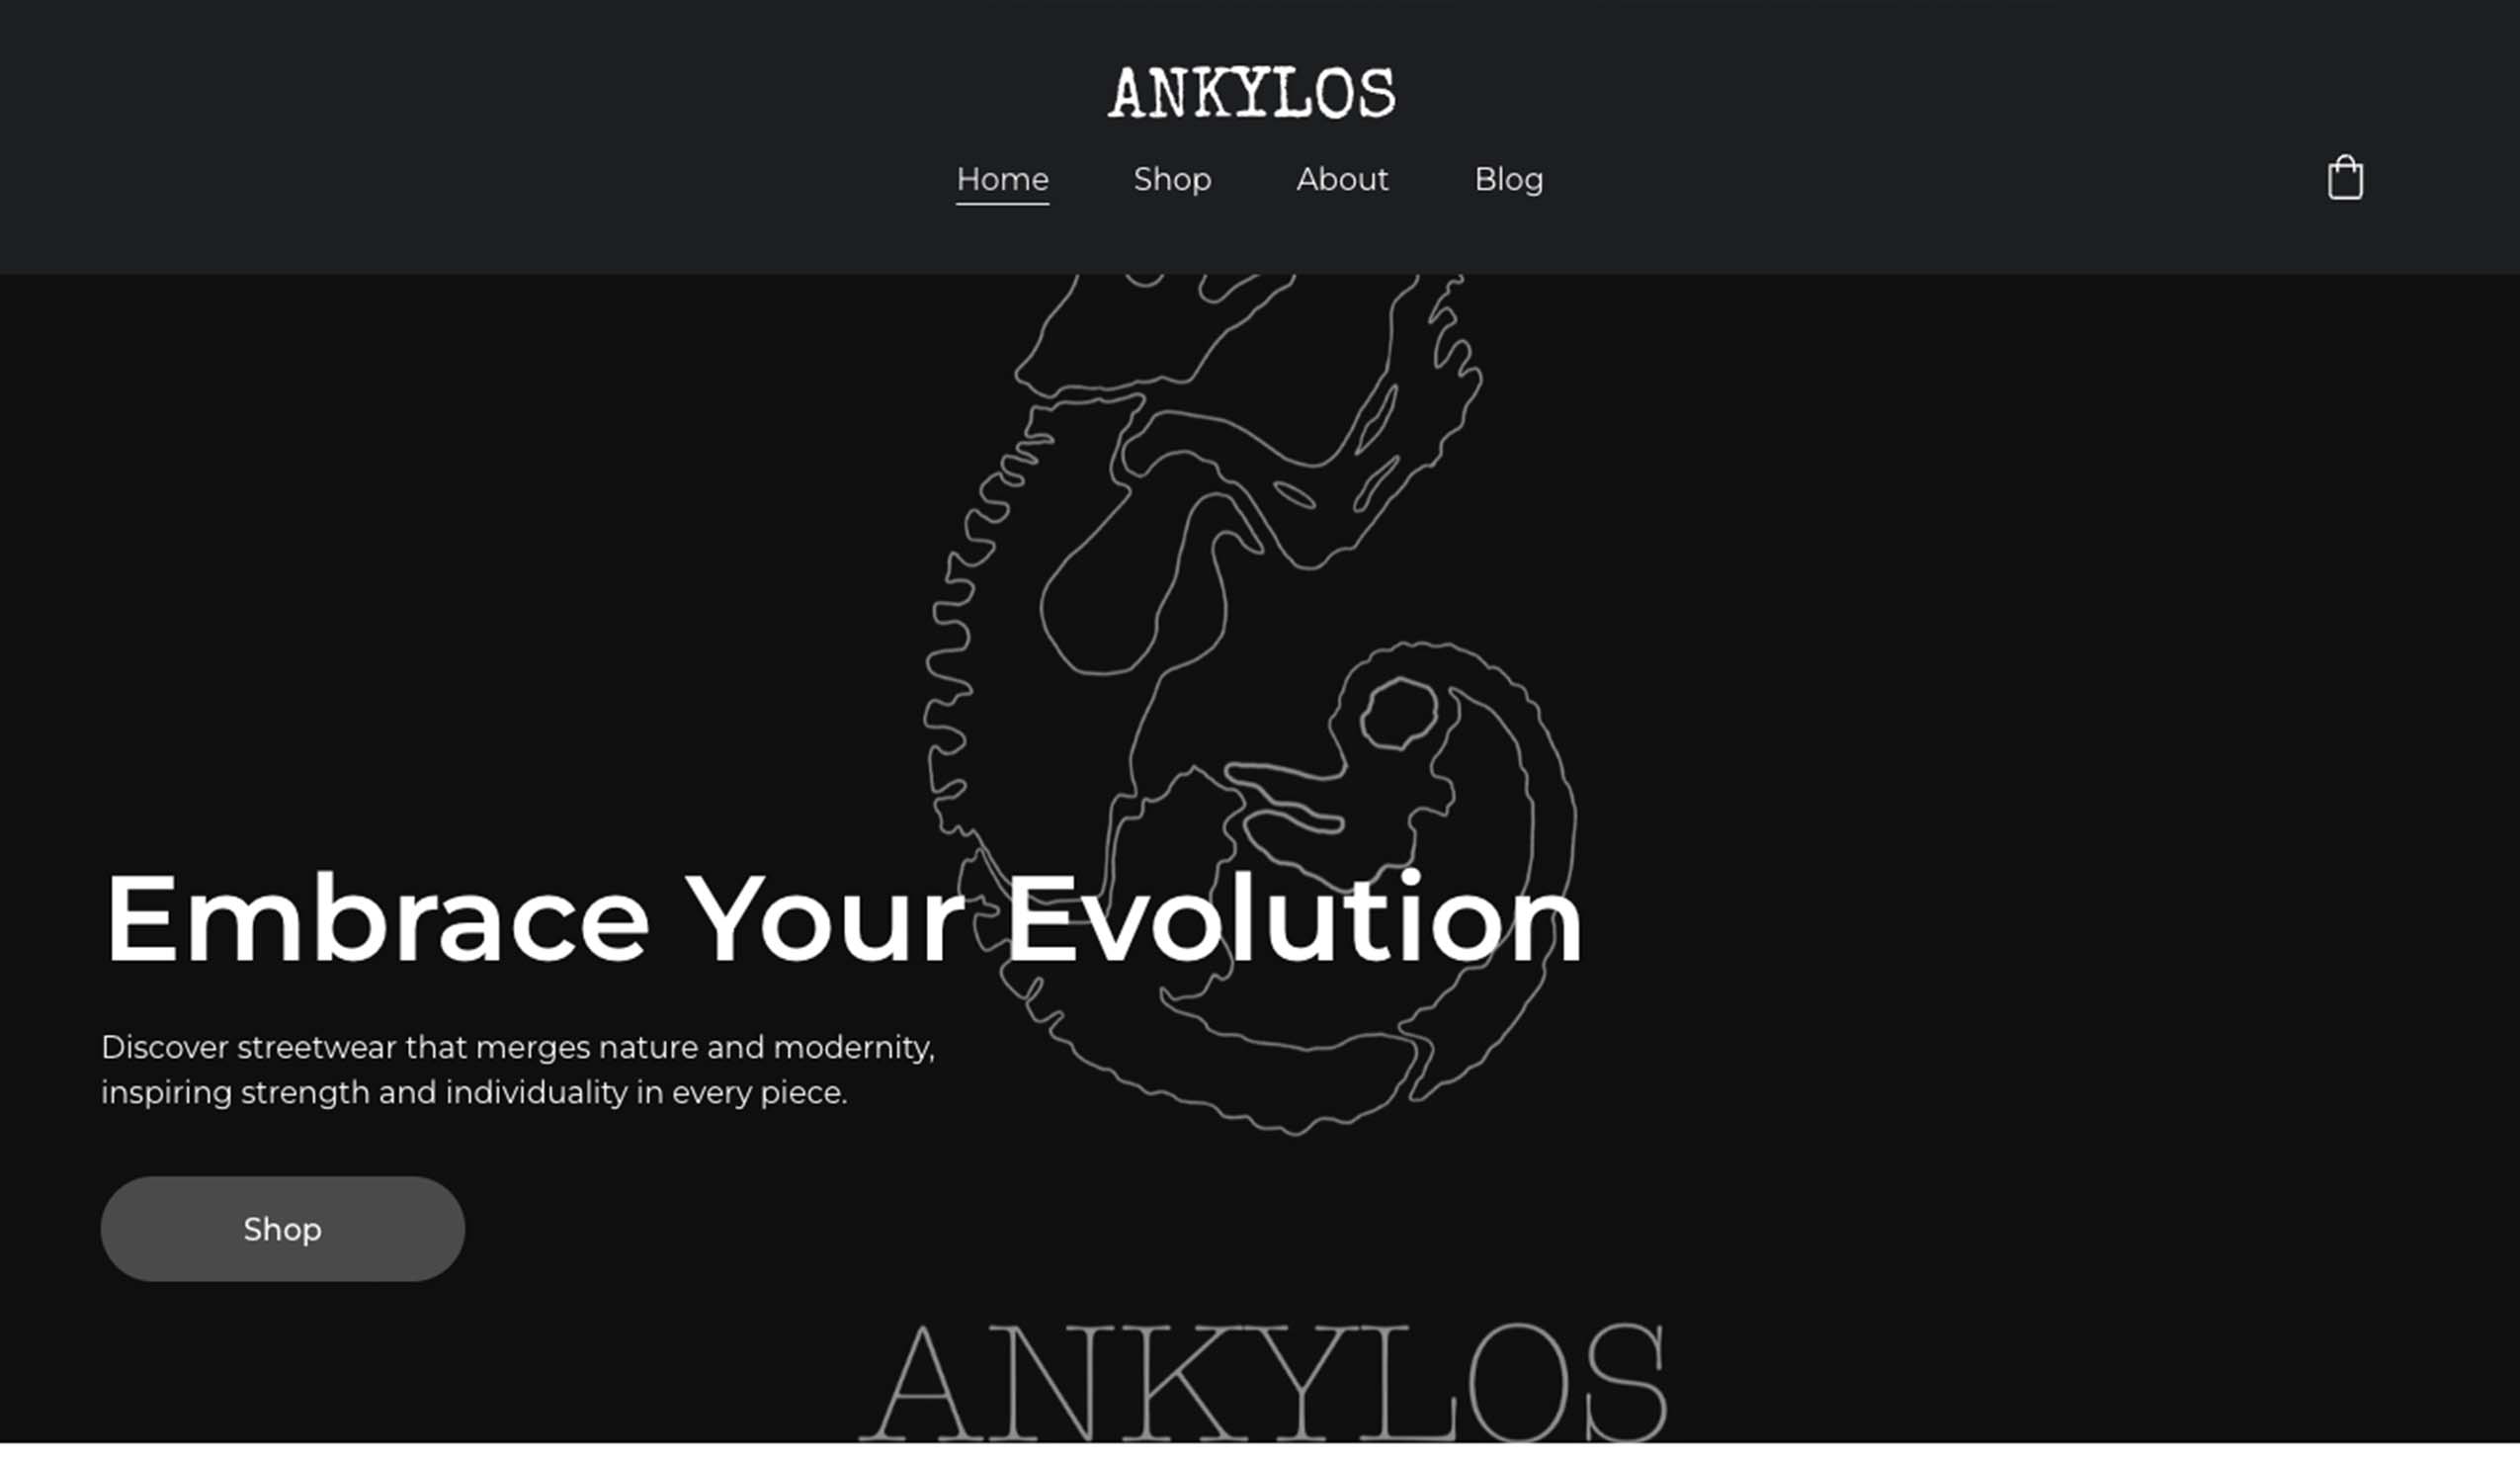 ANKYLOS
Home Shop About Blog
Embrace Your Evolution
Discover streetwear that merges nature and modernity,
inspiring strength and individuality in every piece.
Shop
ANKYLOS